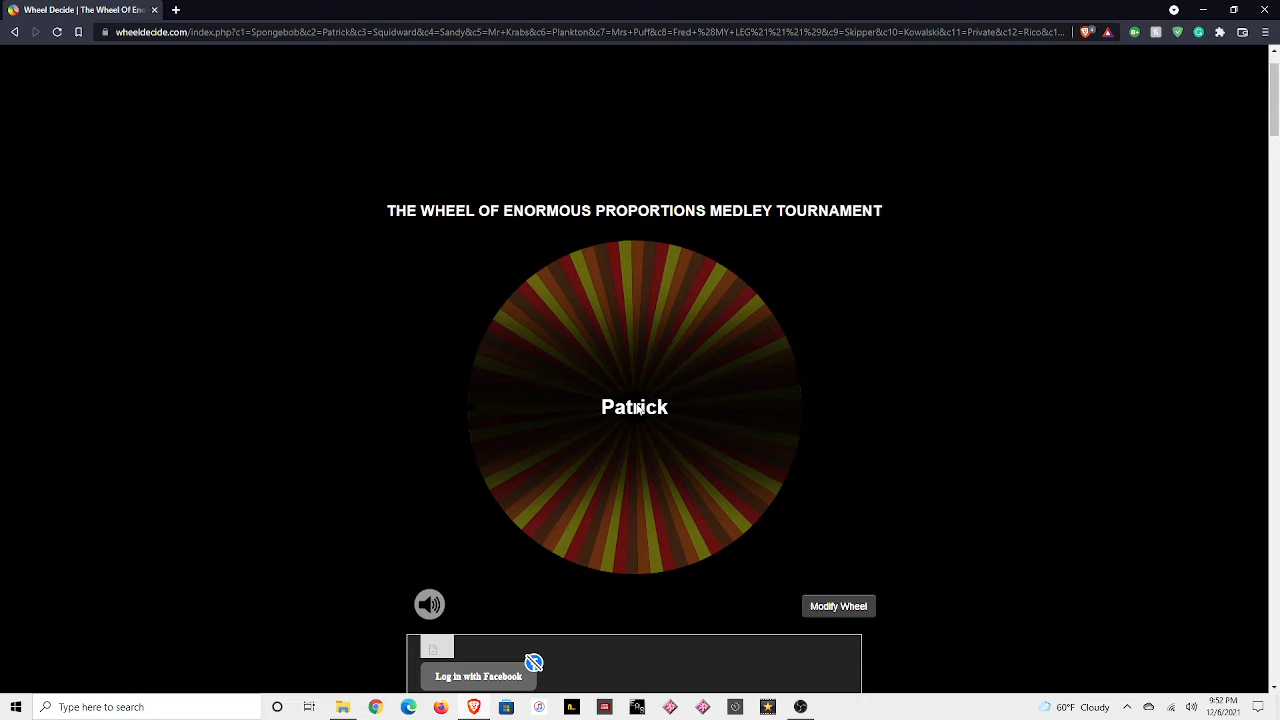 Wheel Decide | The Wheel Of Eno
wheeldecide.com/index.php?c1=Spongebob&c2=Patrick&c3=Squidward&c4=Sandy&c5=Mr+Krabs&c6=Plankton&c7=Mrs+Puff&c8=Fred+%28MY+LEG%21%21%21%29&c9=Skipper&c10=Kowalski&c11=Private&c12=Rico&c1...
THE WHEEL OF ENORMOUS PROPORTIONS MEDLEY TOURNAMENT
Patrick
Modify Wheel
Log in with Facebook
Type here to search
60°F Cloudy
9:52 PM
12/6/2021